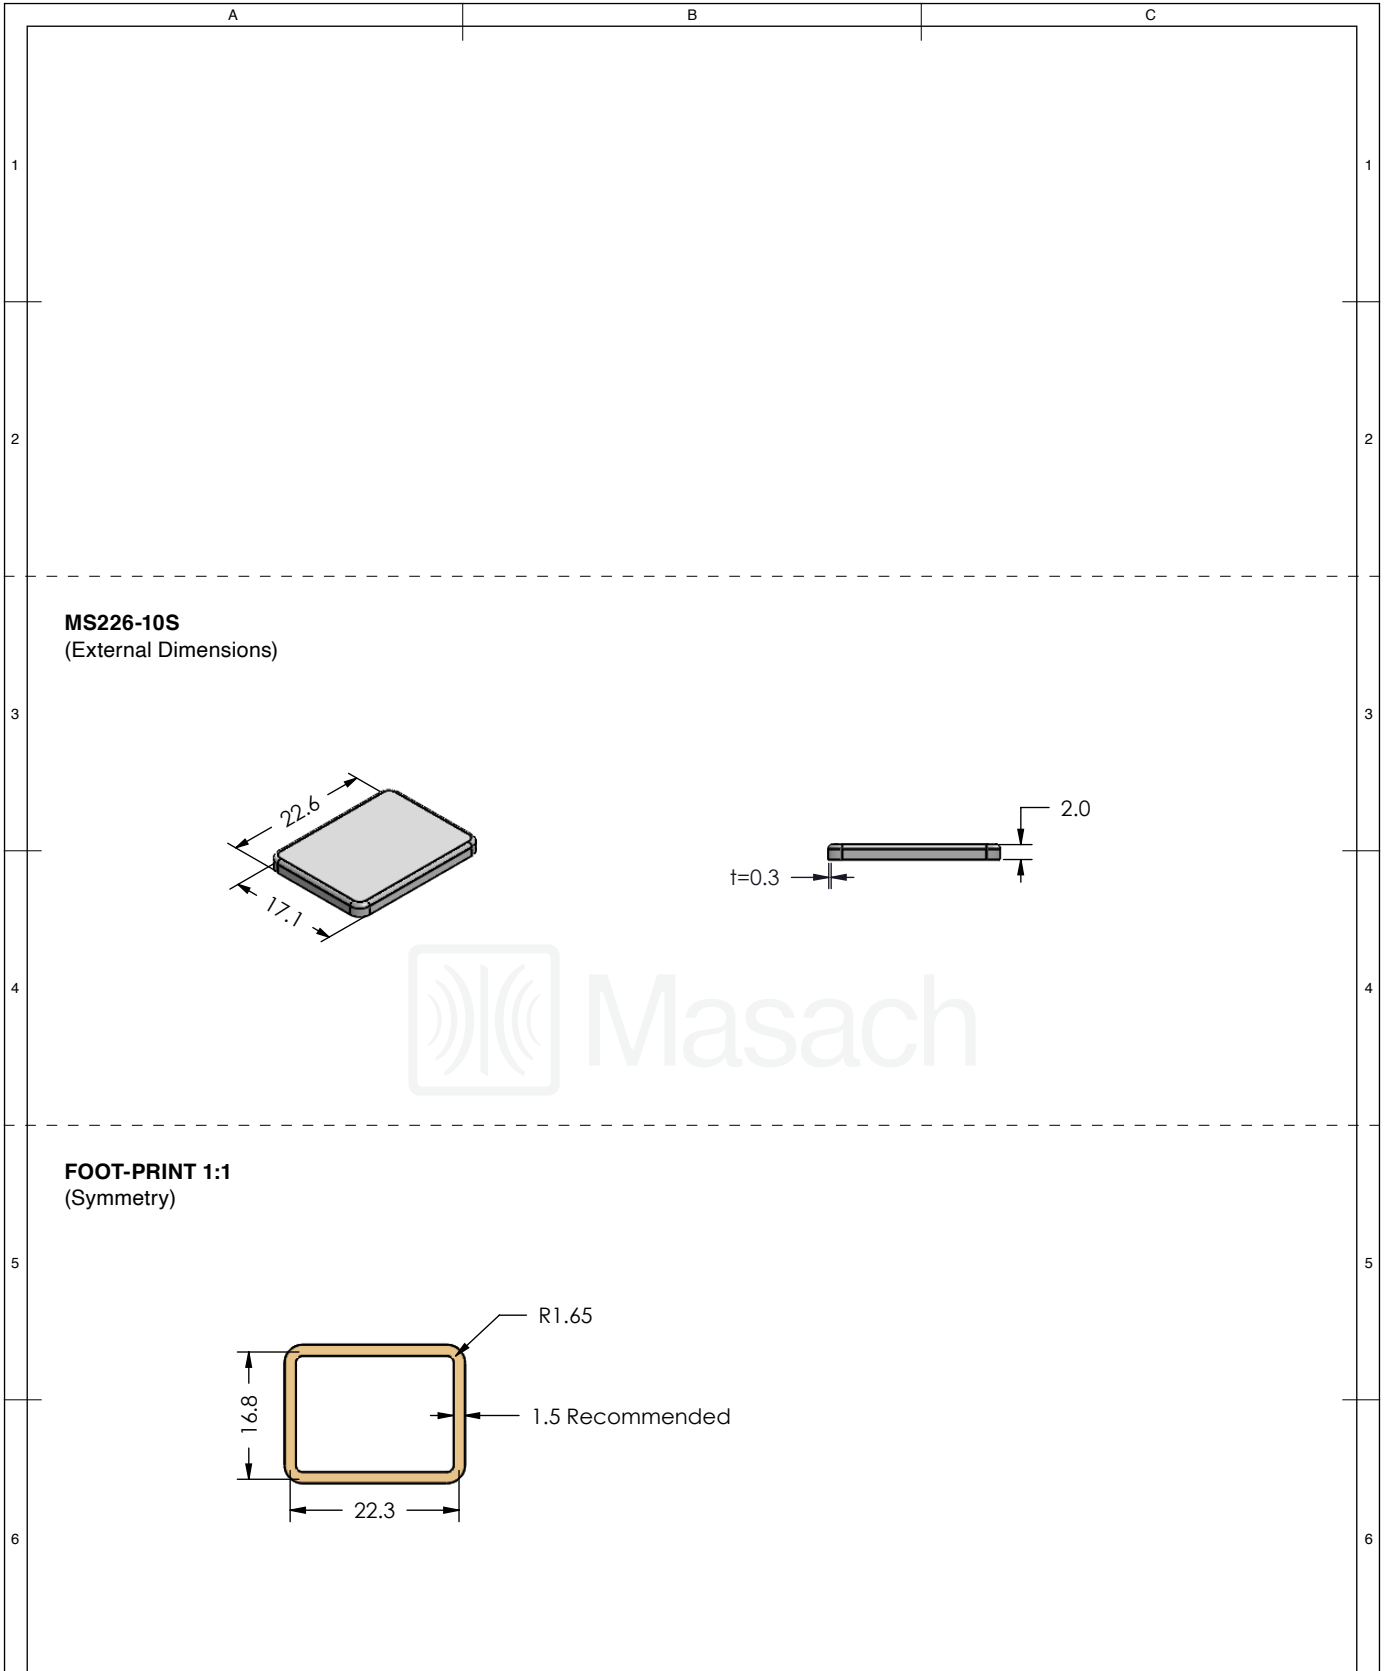 A B C
1 1
2 2
MS226-10S
(External Dimensions)
3 3
22.6
17.1
2.0
t=0.3
4 4
Masach
FOOT-PRINT 1:1
(Symmetry)
5 5
R1.65
16.8
1.5 Recommended
22.3
6 6